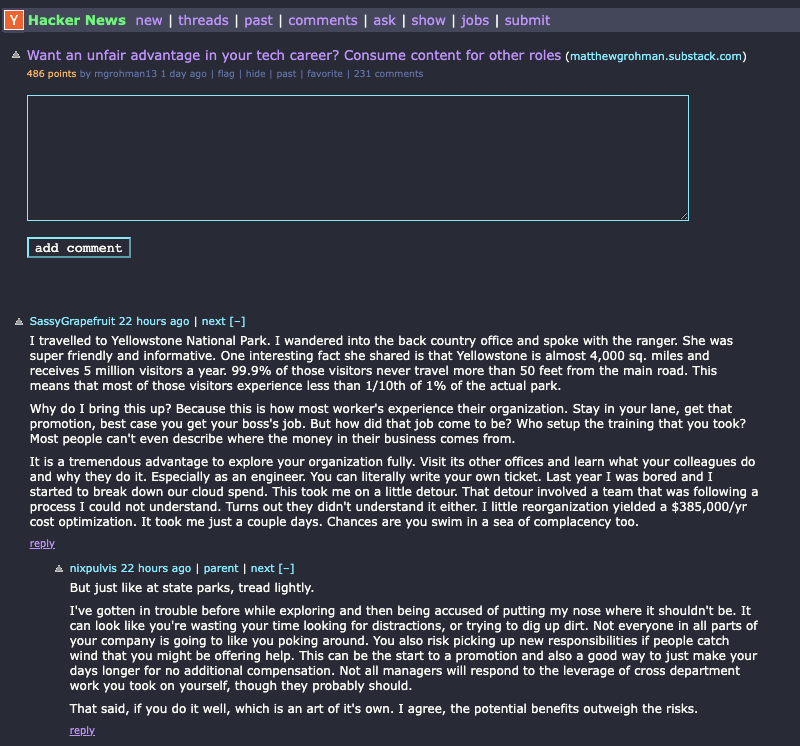 Y Hacker News new | threads | past | comments | ask | show | jobs | submit
Want an unfair advantage in your tech career? Consume content for other roles (matthewgrohman.substack.com)
486 points by mgrohman13 1 day ago | flag | hide | past | favorite | 231 comments
add comment
SassyGrapefruit 22 hours ago | next [–]
I travelled to Yellowstone National Park. I wandered into the back country office and spoke with the ranger. She was
super friendly and informative. One interesting fact she shared is that Yellowstone is almost 4,000 sq. miles and
receives 5 million visitors a year. 99.9% of those visitors never travel more than 50 feet from the main road. This
means that most of those visitors experience less than 1/10th of 1% of the actual park.
Why do I bring this up? Because this is how most worker's experience their organization. Stay in your lane, get that
promotion, best case you get your boss's job. But how did that job come to be? Who setup the training that you took?
Most people can't even describe where the money in their business comes from.
It is a tremendous advantage to explore your organization fully. Visit its other offices and learn what your colleagues do
and why they do it. Especially as an engineer. You can literally write your own ticket. Last year I was bored and I
started to break down our cloud spend. This took me on a little detour. That detour involved a team that was following a
process I could not understand. Turns out they didn't understand it either. I little reorganization yielded a $385,000/yr
cost optimization. It took me just a couple days. Chances are you swim in a sea of complacency too.
reply
nixpulvis 22 hours ago | parent | next [–]
But just like at state parks, tread lightly.
I've gotten in trouble before while exploring and then being accused of putting my nose where it shouldn't be. It
can look like you're wasting your time looking for distractions, or trying to dig up dirt. Not everyone in all parts of
your company is going to like you poking around. You also risk picking up new responsibilities if people catch
wind that you might be offering help. This can be the start to a promotion and also a good way to just make your
days longer for no additional compensation. Not all managers will respond to the leverage of cross department
work you took on yourself, though they probably should.
That said, if you do it well, which is an art of it's own. I agree, the potential benefits outweigh the risks.
reply